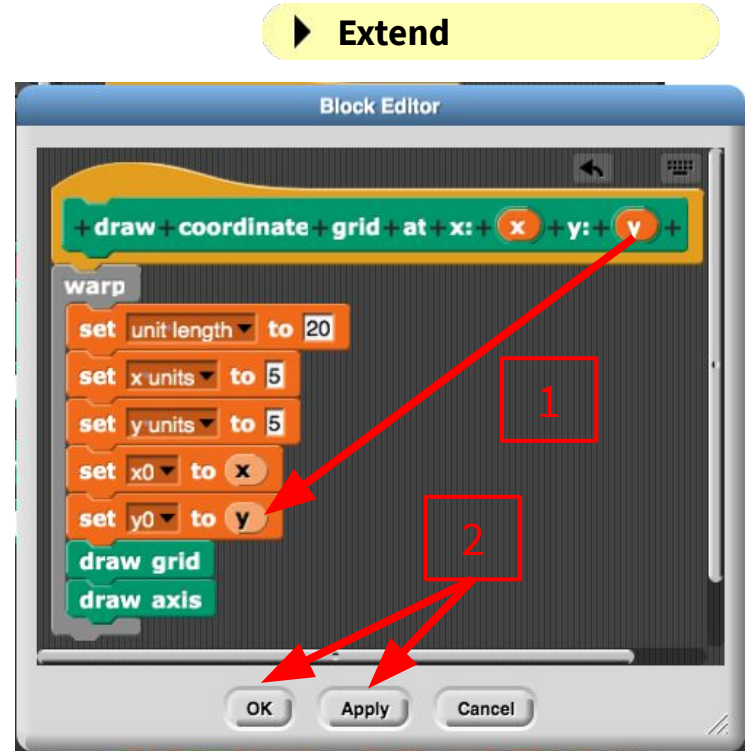 Extend
Block Editor
+ draw + coordinate + grid + at + x: + x + y: + y +
warp
set unit length to 20
set x units to 5
set y units to 5
set x0 to x
set y0 to y
draw grid
draw axis
1
2
OK Apply Cancel